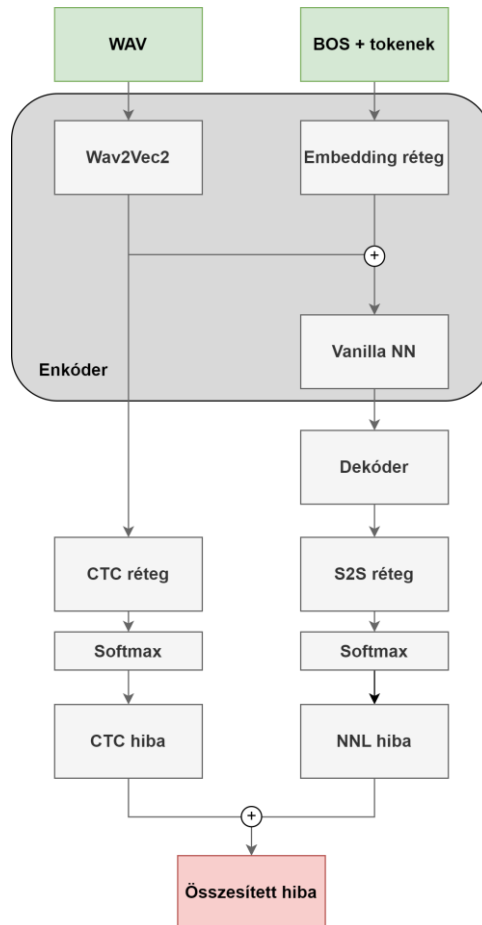 WAV
BOS + tokenek
Wav2Vec2
Embedding réteg
+
Vanilla NN
Enkóder
Dekóder
CTC réteg
S2S réteg
Softmax
Softmax
CTC hiba
NNL hiba
+
Összesített hiba